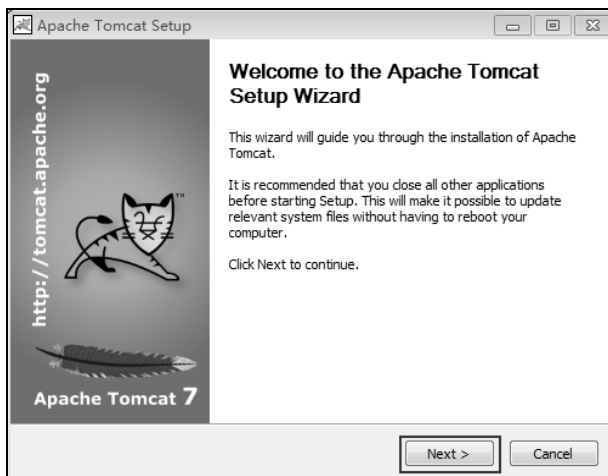 Apache Tomcat Setup
http://tomcat.apache.org
Apache Tomcat 7
Welcome to the Apache Tomcat
Setup Wizard
This wizard will guide you through the installation of Apache
Tomcat.
It is recommended that you close all other applications
before starting Setup. This will make it possible to update
relevant system files without having to reboot your
computer.
Click Next to continue.
Next >
Cancel
TM